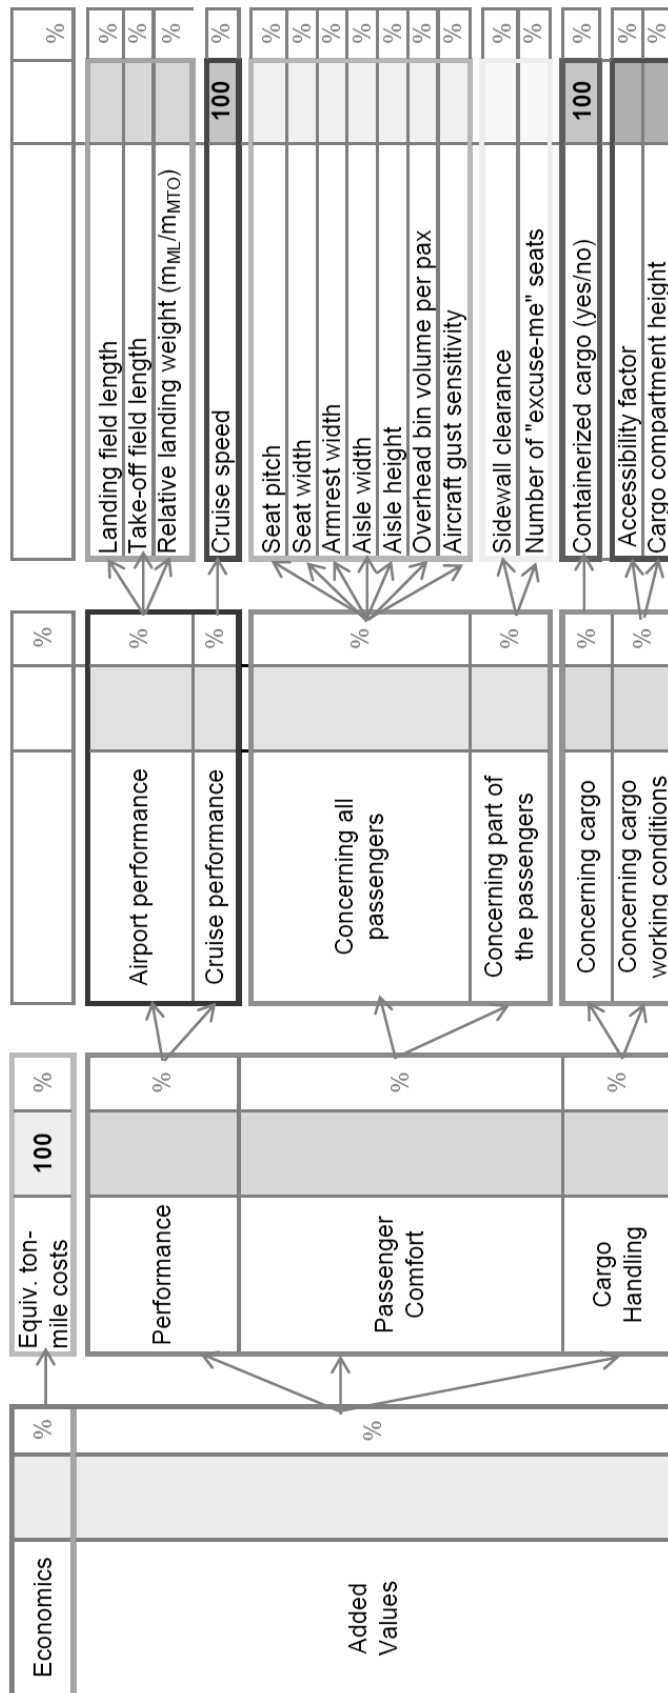 Economics
%
Added
Values
%
Equiv. ton-
mile costs
100
%
Performance
%
Passenger
Comfort
%
Cargo
Handling
%
%
Airport performance
%
Cruise performance
%
Concerning all
passengers
%
Concerning part of
the passengers
%
Concerning cargo
%
Concerning cargo
working conditions
%
%
Landing field length
%
Take-off field length
%
Relative landing weight (mML/mMTO)
%
Cruise speed
100
%
Seat pitch
%
Seat width
%
Armrest width
%
Aisle width
%
Aisle height
%
Overhead bin volume per pax
%
Aircraft gust sensitivity
%
Sidewall clearance
%
Number of "excuse-me" seats
%
Containerized cargo (yes/no)
100
%
Accessibility factor
%
Cargo compartment height
%